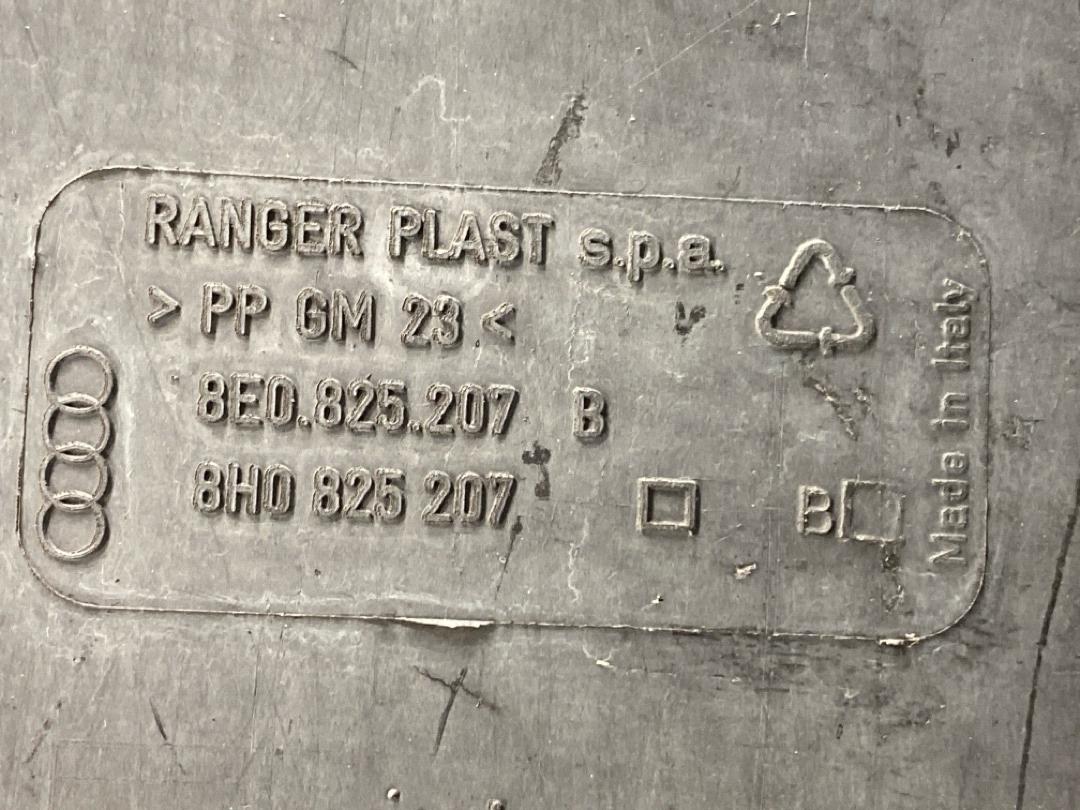 RANGER PLAST s.p.a.
> PP GM 23 <
8E0.825.207 B
8H0 825 207
B
Made in Italy